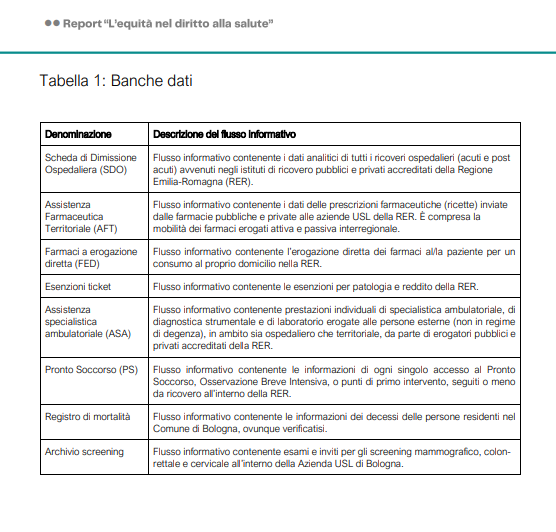 Report “L’equità nel diritto alla salute”
Tabella 1: Banche dati
Denominazione
Descrizione del flusso informativo
Scheda di Dimissione
Ospedaliera (SDO)
Flusso informativo contenente i dati analitici di tutti i ricoveri ospedalieri (acuti e post
acuti) avvenuti negli istituti di ricovero pubblici e privati accreditati della Regione
Emilia-Romagna (RER).
Assistenza
Farmaceutica
Territoriale (AFT)
Flusso informativo contenente i dati delle prescrizioni farmaceutiche (ricette) inviate
dalle farmacie pubbliche e private alle aziende USL della RER. È compresa la
mobilità dei farmaci erogati attiva e passiva interregionale.
Farmaci a erogazione
diretta (FED)
Flusso informativo contenente l’erogazione diretta dei farmaci al/la paziente per un
consumo al proprio domicilio nella RER.
Esenzioni ticket
Flusso informativo contenente le esenzioni per patologia e reddito della RER.
Assistenza
specialistica
ambulatoriale (ASA)
Flusso informativo contenente prestazioni individuali di specialistica ambulatoriale, di
diagnostica strumentale e di laboratorio erogate alle persone esterne (non in regime
di degenza), in ambito sia ospedaliero che territoriale, da parte di erogatori pubblici e
privati accreditati della RER.
Pronto Soccorso (PS)
Flusso informativo contenente le informazioni di ogni singolo accesso al Pronto
Soccorso, Osservazione Breve Intensiva, o punti di primo intervento, seguiti o meno
da ricovero all’interno della RER.
Registro di mortalità
Flusso informativo contenente le informazioni dei decessi delle persone residenti nel
Comune di Bologna, ovunque verificatisi.
Archivio screening
Flusso informativo contenente esami e inviti per gli screening mammografico, colon-
rettale e cervicale all’interno della Azienda USL di Bologna.